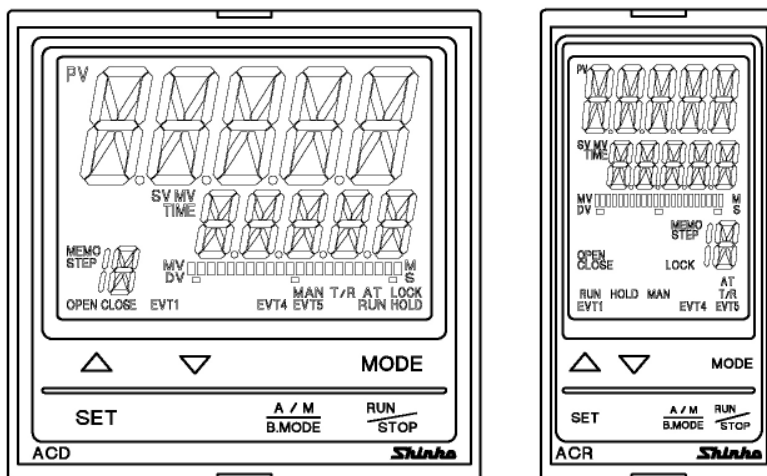 PV
SV MV
TIME
MEMO
STEP
MV
DV
M
S
MAN T/R AT LOCK
OPEN CLOSE EVT1 EVT4 EVT5 RUN HOLD
MODE
SET
A / M
B.MODE
RUN
STOP
ACD
Shinko
PV
SV MV
TIME
MV
DV
M
S
MEMO
STEP
OPEN
CLOSE
LOCK
AT
RUN HOLD MAN T/R
EVT1 EVT4 EVT5
MODE
SET
A / M
B.MODE
RUN
STOP
ACR
Shinko